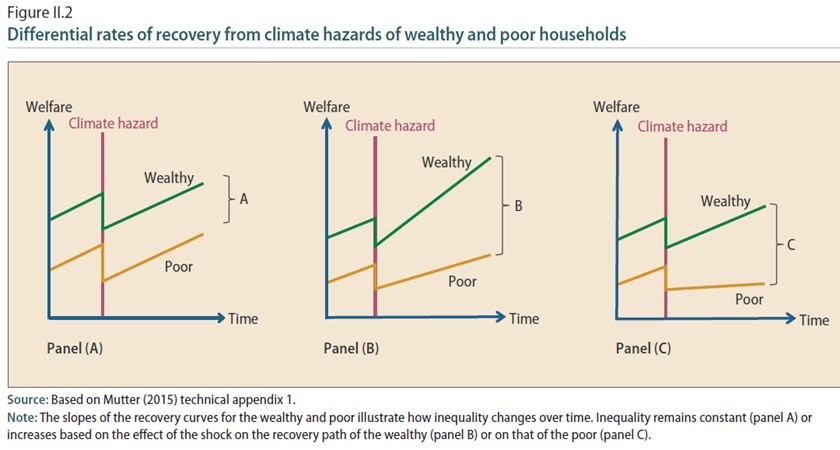 Figure II.2
Differential rates of recovery from climate hazards of wealthy and poor households
Welfare
Climate hazard
Wealthy
A
Poor
Time
Panel (A)
Welfare
Climate hazard
Wealthy
B
Poor
Time
Panel (B)
Welfare
Climate hazard
Wealthy
C
Poor
Time
Panel (C)
Source: Based on Mutter (2015) technical appendix 1.
Note: The slopes of the recovery curves for the wealthy and poor illustrate how inequality changes over time. Inequality remains constant (panel A) or
increases based on the effect of the shock on the recovery path of the wealthy (panel B) or on that of the poor (panel C).